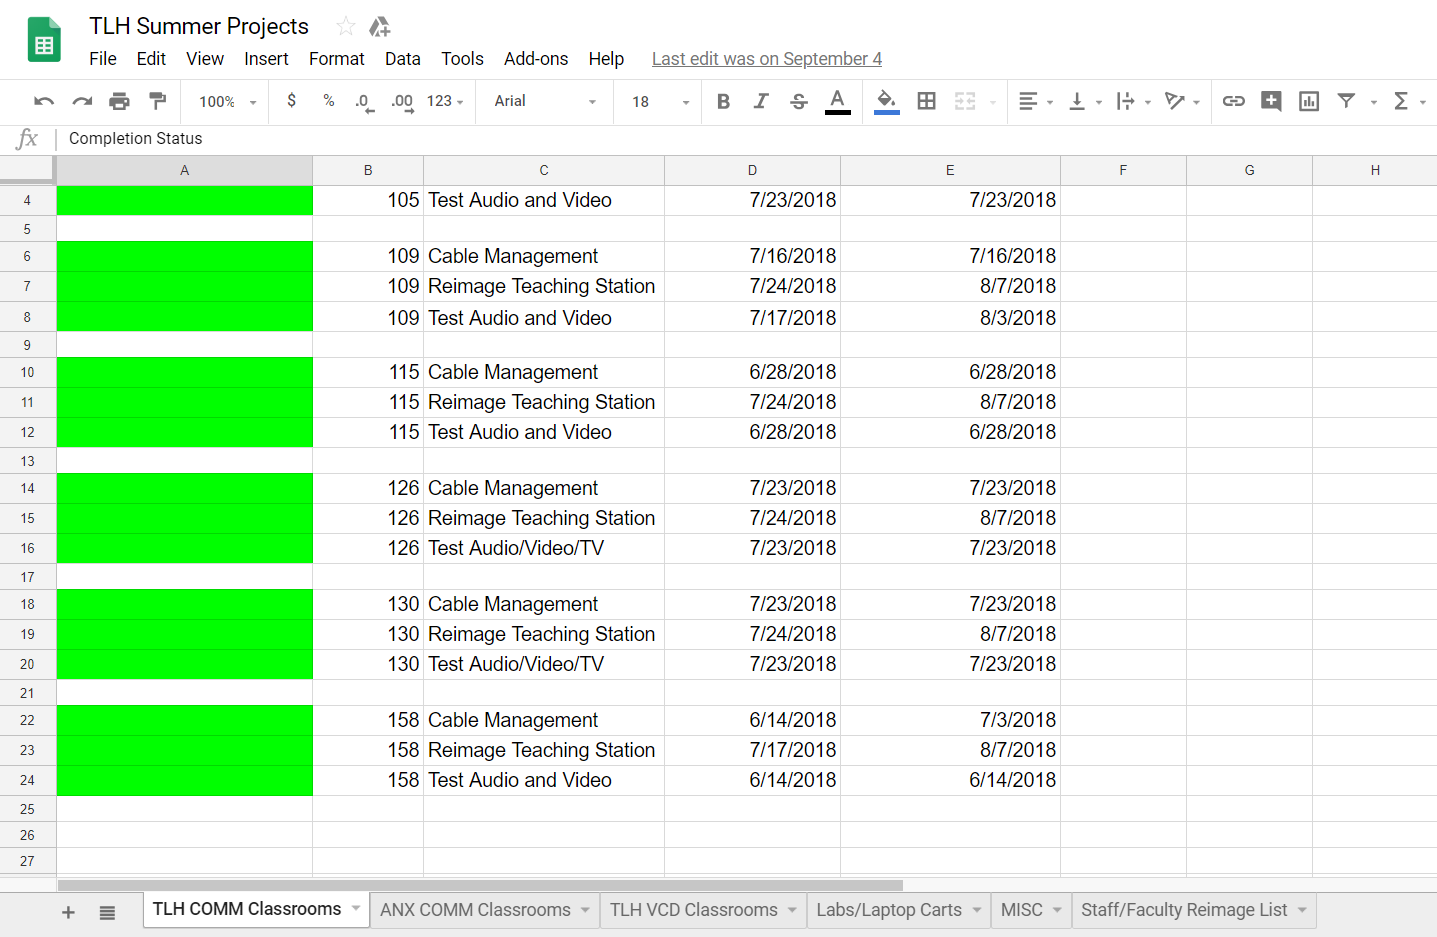 TLH Summer Projects
File Edit View Insert Format Data Tools Add-ons Help Last edit was on September 4
100% $ % .0 .00 123 Arial 18 B I S A Σ
fx Completion Status
A B C D E F G H
4 105 Test Audio and Video 7/23/2018 7/23/2018
5
6 109 Cable Management 7/16/2018 7/16/2018
7 109 Reimage Teaching Station 7/24/2018 8/7/2018
8 109 Test Audio and Video 7/17/2018 8/3/2018
9
10 115 Cable Management 6/28/2018 6/28/2018
11 115 Reimage Teaching Station 7/24/2018 8/7/2018
12 115 Test Audio and Video 6/28/2018 6/28/2018
13
14 126 Cable Management 7/23/2018 7/23/2018
15 126 Reimage Teaching Station 7/24/2018 8/7/2018
16 126 Test Audio/Video/TV 7/23/2018 7/23/2018
17
18 130 Cable Management 7/23/2018 7/23/2018
19 130 Reimage Teaching Station 7/24/2018 8/7/2018
20 130 Test Audio/Video/TV 7/23/2018 7/23/2018
21
22 158 Cable Management 6/14/2018 7/3/2018
23 158 Reimage Teaching Station 7/17/2018 8/7/2018
24 158 Test Audio and Video 6/14/2018 6/14/2018
25
26
27
+ TLH COMM Classrooms ANX COMM Classrooms TLH VCD Classrooms Labs/Laptop Carts MISC Staff/Faculty Reimage List